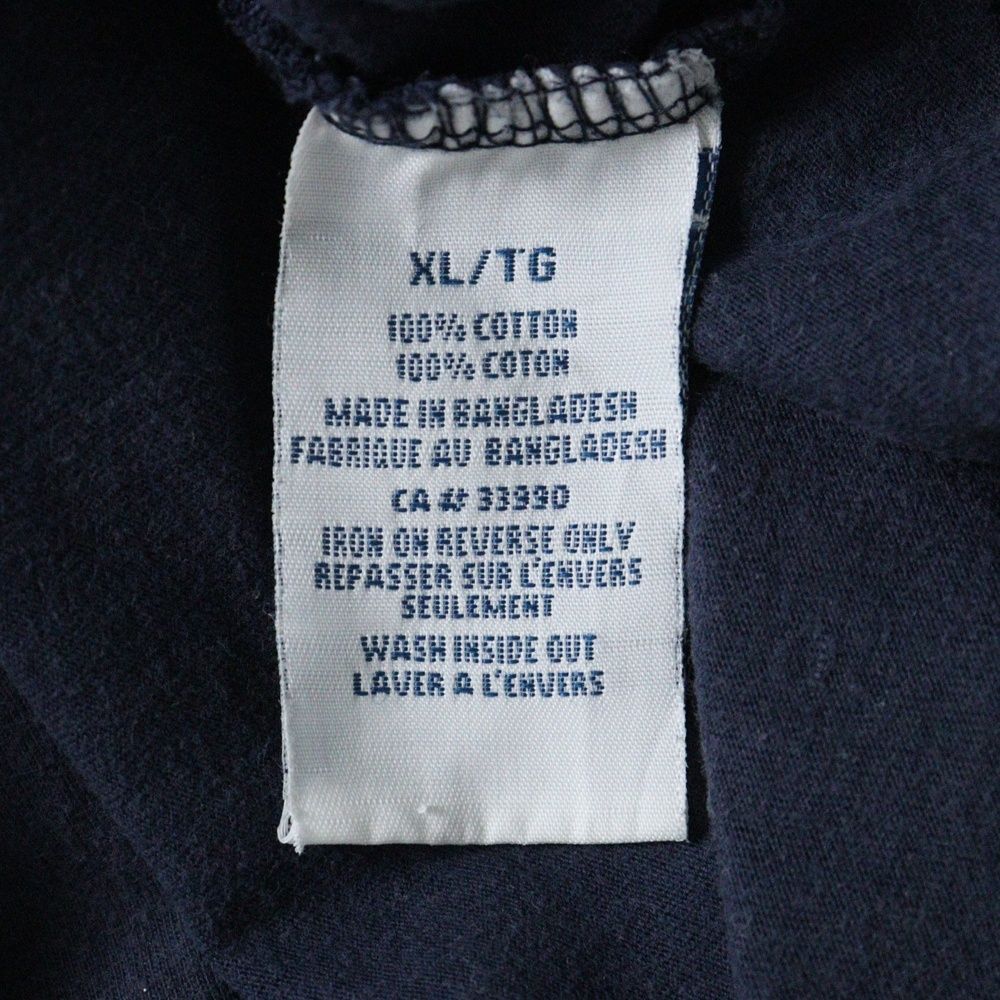 XL/TG
100% COTTON
100% COTON
MADE IN BANGLADESH
FABRIQUE AU BANGLADESH
CA # 33990
IRON ON REVERSE ONLY
REPASSER SUR L'ENVERS
SEULEMENT
WASH INSIDE OUT
LAVER A L'ENVERS